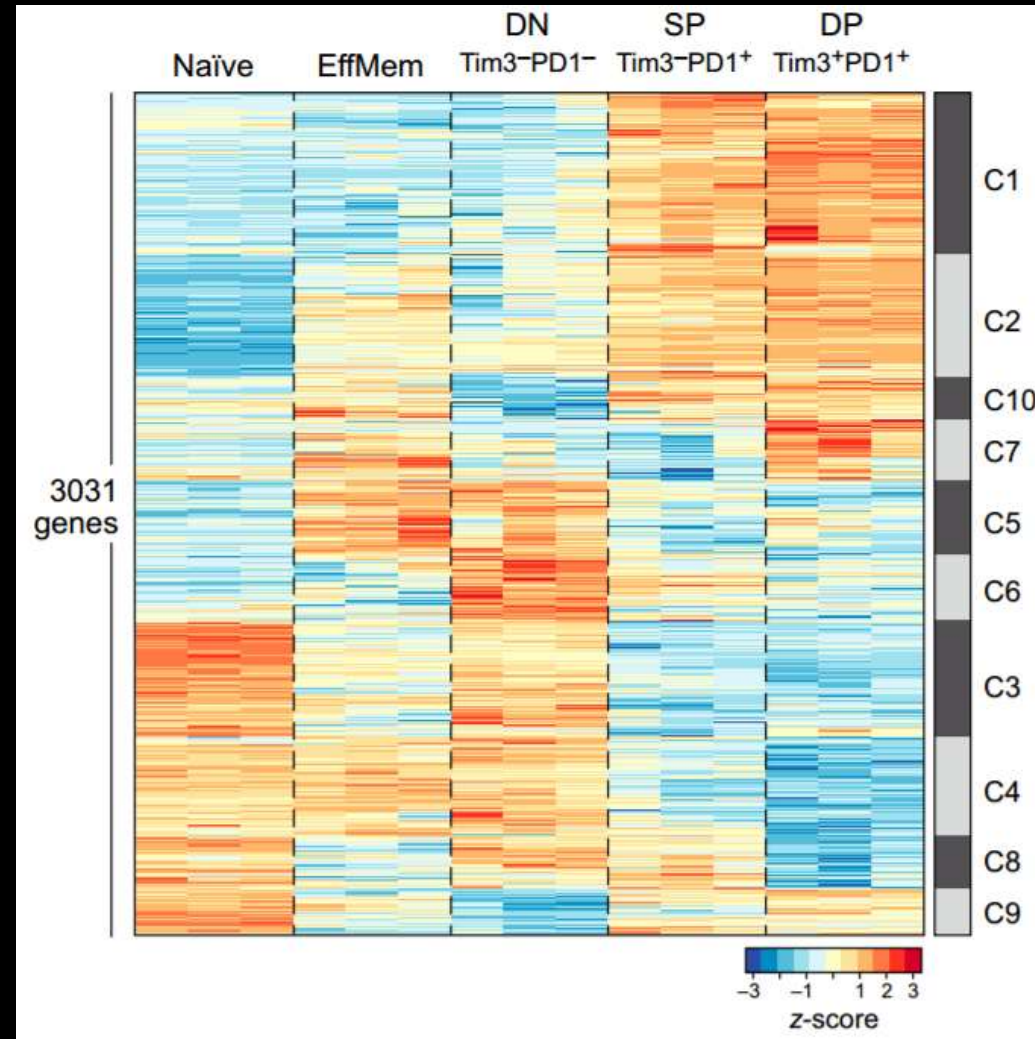 DN SP DP
Naïve EffMem Tim3–PD1– Tim3–PD1+ Tim3+PD1+
C1
C2
C10
C7
3031
genes
C5
C6
C3
C4
C8
C9
–3 –1 1 2 3
z-score